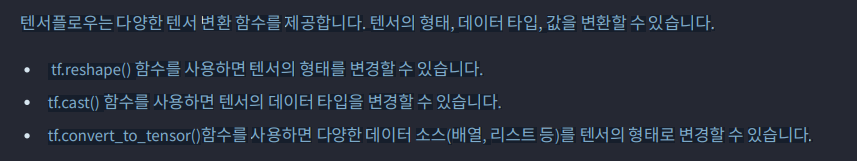 텐서플로우는 다양한 텐서 변환 함수를 제공합니다. 텐서의 형태, 데이터 타입, 값을 변환할 수 있습니다.
• tf.reshape() 함수를 사용하면 텐서의 형태를 변경할 수 있습니다.
• tf.cast() 함수를 사용하면 텐서의 데이터 타입을 변경할 수 있습니다.
• tf.convert_to_tensor()함수를 사용하면 다양한 데이터 소스(배열, 리스트 등)를 텐서의 형태로 변경할 수 있습니다.